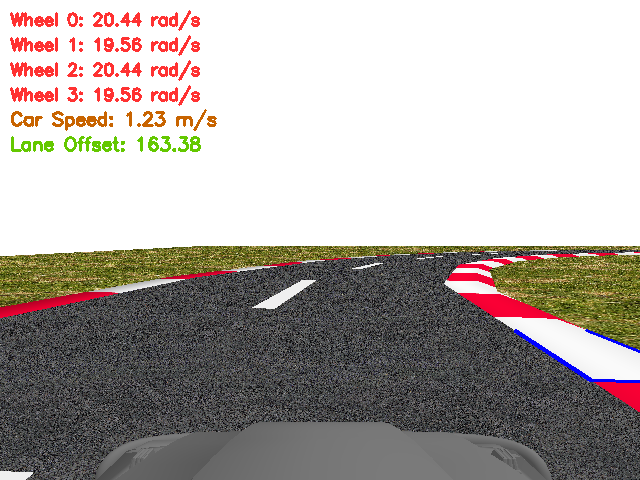 Wheel 0: 20.44 rad/s
Wheel 1: 19.56 rad/s
Wheel 2: 20.44 rad/s
Wheel 3: 19.56 rad/s
Car Speed: 1.23 m/s
Lane Offset: 163.38